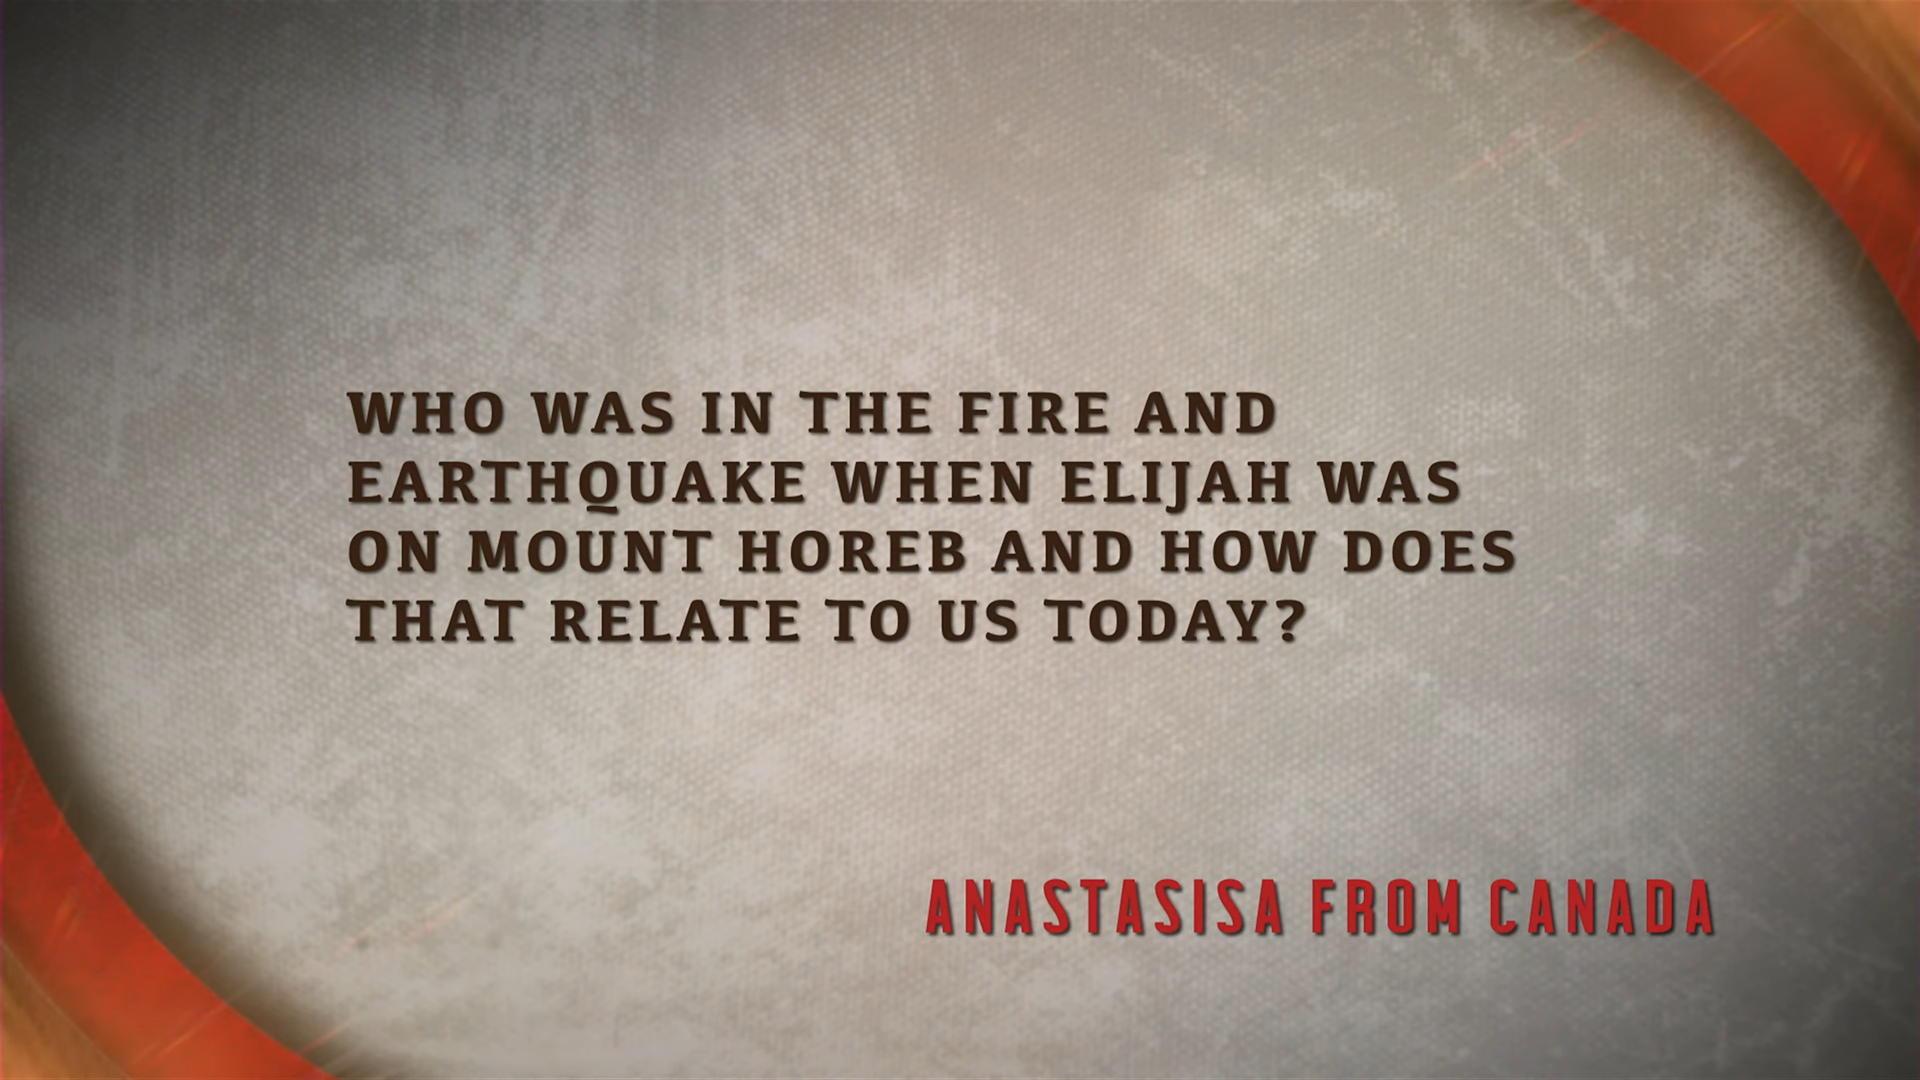 WHO WAS IN THE FIRE AND
EARTHQUAKE WHEN ELIJAH WAS
ON MOUNT HOREB AND HOW DOES
THAT RELATE TO US TODAY?
ANASTASISA FROM CANADA